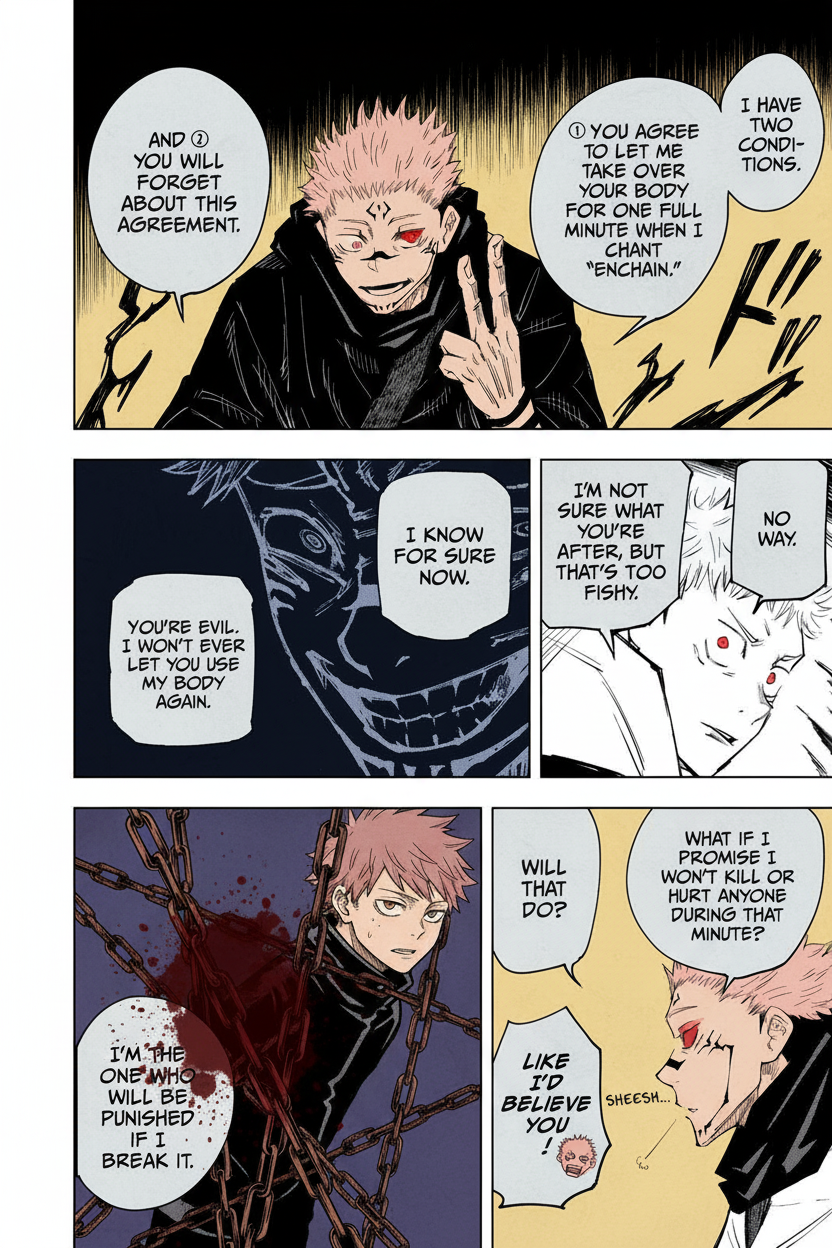 I HAVE
TWO
CONDI-
TIONS.
① YOU AGREE
TO LET ME
TAKE OVER
YOUR BODY
FOR ONE FULL
MINUTE WHEN I
CHANT
"ENCHAIN."
AND ②
YOU WILL
FORGET
ABOUT THIS
AGREEMENT.
ドド
NO
WAY.
I'M NOT
SURE WHAT
YOU'RE
AFTER, BUT
THAT'S TOO
FISHY.
I KNOW
FOR SURE
NOW.
YOU'RE EVIL.
I WON'T EVER
LET YOU USE
MY BODY
AGAIN.
WHAT IF I
PROMISE I
WON'T KILL OR
HURT ANYONE
DURING THAT
MINUTE?
WILL
THAT
DO?
LIKE
I'D
BELIEVE
YOU
!
SHEESH...
I'M THE
ONE WHO
WILL BE
PUNISHED
IF I
BREAK IT.